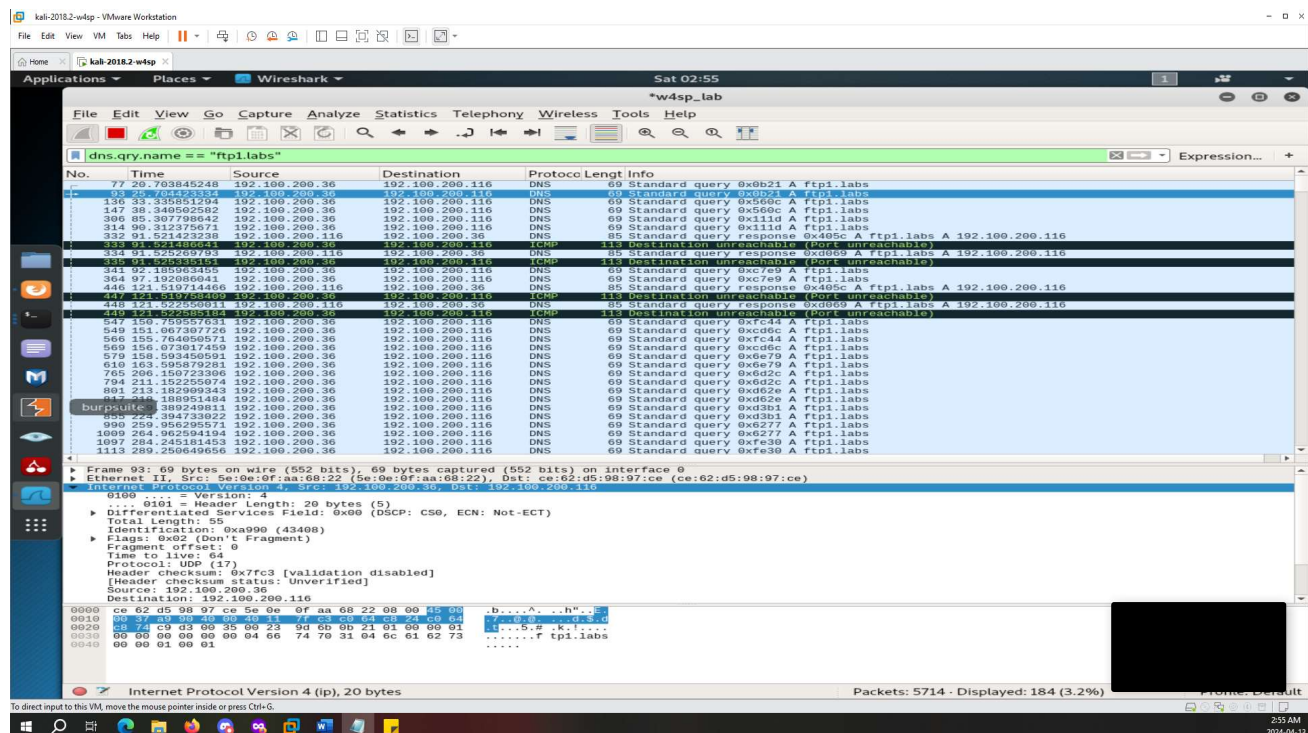 kali-2018.2-w4sp - VMware Workstation
File Edit View VM Tabs Help
Home kali-2018.2-w4sp
Applications Places Wireshark Sat 02:55 1
*w4sp_lab
File Edit View Go Capture Analyze Statistics Telephony Wireless Tools Help
dns.qry.name == "ftp1.labs" Expression... +
No. Time Source Destination Protoco Lengt Info
77 20.703845248 192.100.200.36 192.100.200.116 DNS 69 Standard query 0x0b21 A ftp1.labs
93 25.704423334 192.100.200.36 192.100.200.116 DNS 69 Standard query 0x0b21 A ftp1.labs
136 33.335851294 192.100.200.36 192.100.200.116 DNS 69 Standard query 0x560c A ftp1.labs
147 38.340502582 192.100.200.36 192.100.200.116 DNS 69 Standard query 0x560c A ftp1.labs
306 85.307798642 192.100.200.36 192.100.200.116 DNS 69 Standard query 0x111d A ftp1.labs
314 90.312375671 192.100.200.36 192.100.200.116 DNS 69 Standard query 0x111d A ftp1.labs
332 91.521423238 192.100.200.116 192.100.200.36 DNS 85 Standard query response 0x405c A ftp1.labs A 192.100.200.116
333 91.521486641 192.100.200.36 192.100.200.116 ICMP 113 Destination unreachable (Port unreachable)
334 91.525269793 192.100.200.116 192.100.200.36 DNS 85 Standard query response 0xd069 A ftp1.labs A 192.100.200.116
335 91.525335151 192.100.200.36 192.100.200.116 ICMP 113 Destination unreachable (Port unreachable)
341 92.185963455 192.100.200.36 192.100.200.116 DNS 69 Standard query 0xc7e9 A ftp1.labs
364 97.192086041 192.100.200.36 192.100.200.116 DNS 69 Standard query 0xc7e9 A ftp1.labs
446 121.519714466 192.100.200.116 192.100.200.36 DNS 85 Standard query response 0x405c A ftp1.labs A 192.100.200.116
447 121.519758409 192.100.200.36 192.100.200.116 ICMP 113 Destination unreachable (Port unreachable)
448 121.522550011 192.100.200.116 192.100.200.36 DNS 85 Standard query response 0xd069 A ftp1.labs A 192.100.200.116
449 121.522585184 192.100.200.36 192.100.200.116 ICMP 113 Destination unreachable (Port unreachable)
547 150.759557631 192.100.200.36 192.100.200.116 DNS 69 Standard query 0xfc44 A ftp1.labs
549 151.067307726 192.100.200.36 192.100.200.116 DNS 69 Standard query 0xcd6c A ftp1.labs
566 155.764050571 192.100.200.36 192.100.200.116 DNS 69 Standard query 0xfc44 A ftp1.labs
569 156.073017459 192.100.200.36 192.100.200.116 DNS 69 Standard query 0xcd6c A ftp1.labs
579 158.593450591 192.100.200.36 192.100.200.116 DNS 69 Standard query 0x6e79 A ftp1.labs
610 163.595879281 192.100.200.36 192.100.200.116 DNS 69 Standard query 0x6e79 A ftp1.labs
765 206.150723306 192.100.200.36 192.100.200.116 DNS 69 Standard query 0x6d2c A ftp1.labs
794 211.152255074 192.100.200.36 192.100.200.116 DNS 69 Standard query 0x6d2c A ftp1.labs
801 213.182909343 192.100.200.36 192.100.200.116 DNS 69 Standard query 0xd62e A ftp1.labs
.188951484 192.100.200.36 192.100.200.116 DNS 69 Standard query 0xd62e A ftp1.labs
burpsuite .389249811 192.100.200.36 192.100.200.116 DNS 69 Standard query 0xd3b1 A ftp1.labs
.394733022 192.100.200.36 192.100.200.116 DNS 69 Standard query 0xd3b1 A ftp1.labs
990 259.956295571 192.100.200.36 192.100.200.116 DNS 69 Standard query 0x6277 A ftp1.labs
1009 264.962594194 192.100.200.36 192.100.200.116 DNS 69 Standard query 0x6277 A ftp1.labs
1097 284.245181453 192.100.200.36 192.100.200.116 DNS 69 Standard query 0xfe30 A ftp1.labs
1113 289.250649656 192.100.200.36 192.100.200.116 DNS 69 Standard query 0xfe30 A ftp1.labs
Frame 93: 69 bytes on wire (552 bits), 69 bytes captured (552 bits) on interface 0
Ethernet II, Src: 5e:0e:0f:aa:68:22 (5e:0e:0f:aa:68:22), Dst: ce:62:d5:98:97:ce (ce:62:d5:98:97:ce)
Internet Protocol Version 4, Src: 192.100.200.36, Dst: 192.100.200.116
0100 .... = Version: 4
.... 0101 = Header Length: 20 bytes (5)
Differentiated Services Field: 0x00 (DSCP: CS0, ECN: Not-ECT)
Total Length: 55
Identification: 0xa990 (43408)
Flags: 0x02 (Don't Fragment)
Fragment offset: 0
Time to live: 64
Protocol: UDP (17)
Header checksum: 0x7fc3 [validation disabled]
[Header checksum status: Unverified]
Source: 192.100.200.36
Destination: 192.100.200.116
0000 ce 62 d5 98 97 ce 5e 0e 0f aa 68 22 08 00 45 00 .b....^. ..h"..E.
0010 00 37 a9 90 40 00 40 11 7f c3 c0 64 c8 24 c0 64 .7..@.@. ...d.$.d
0020 c8 74 c9 d3 00 35 00 23 9d 6b 0b 21 01 00 00 01 .t...5.# .k.!....
0030 00 00 00 00 00 00 04 66 74 70 31 04 6c 61 62 73 .......f tp1.labs
0040 00 00 01 00 01 .....
Internet Protocol Version 4 (ip), 20 bytes Packets: 5714 · Displayed: 184 (3.2%) Profile: Default
To direct input to this VM, move the mouse pointer inside or press Ctrl+G.
2:55 AM
2024-04-13